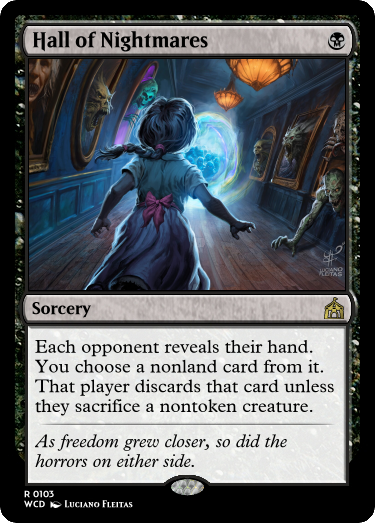 Hall of Nightmares
LUCIANO
FLEITAS
Sorcery
Each opponent reveals their hand.
You choose a nonland card from it.
That player discards that card unless
they sacrifice a nontoken creature.
As freedom grew closer, so did the
horrors on either side.
R 0103
WCD LUCIANO FLEITAS